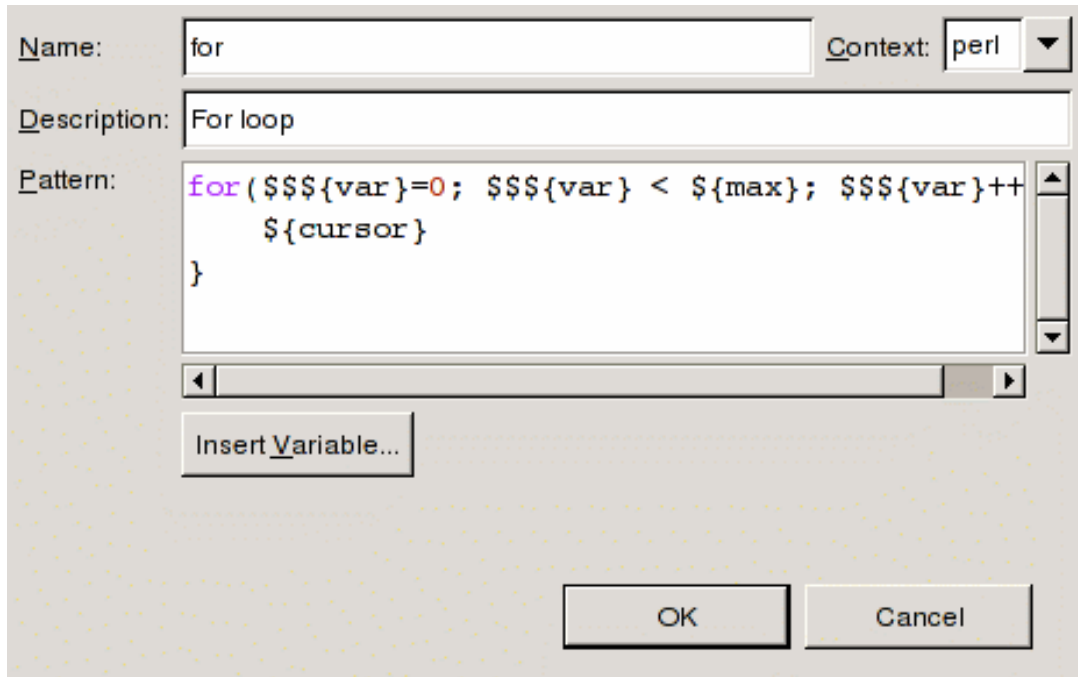 Name: for Context: perl
Description: For loop
Pattern: for($$${var}=0; $$${var} < ${max}; $$${var}++
${cursor}
}
Insert Variable...
OK Cancel